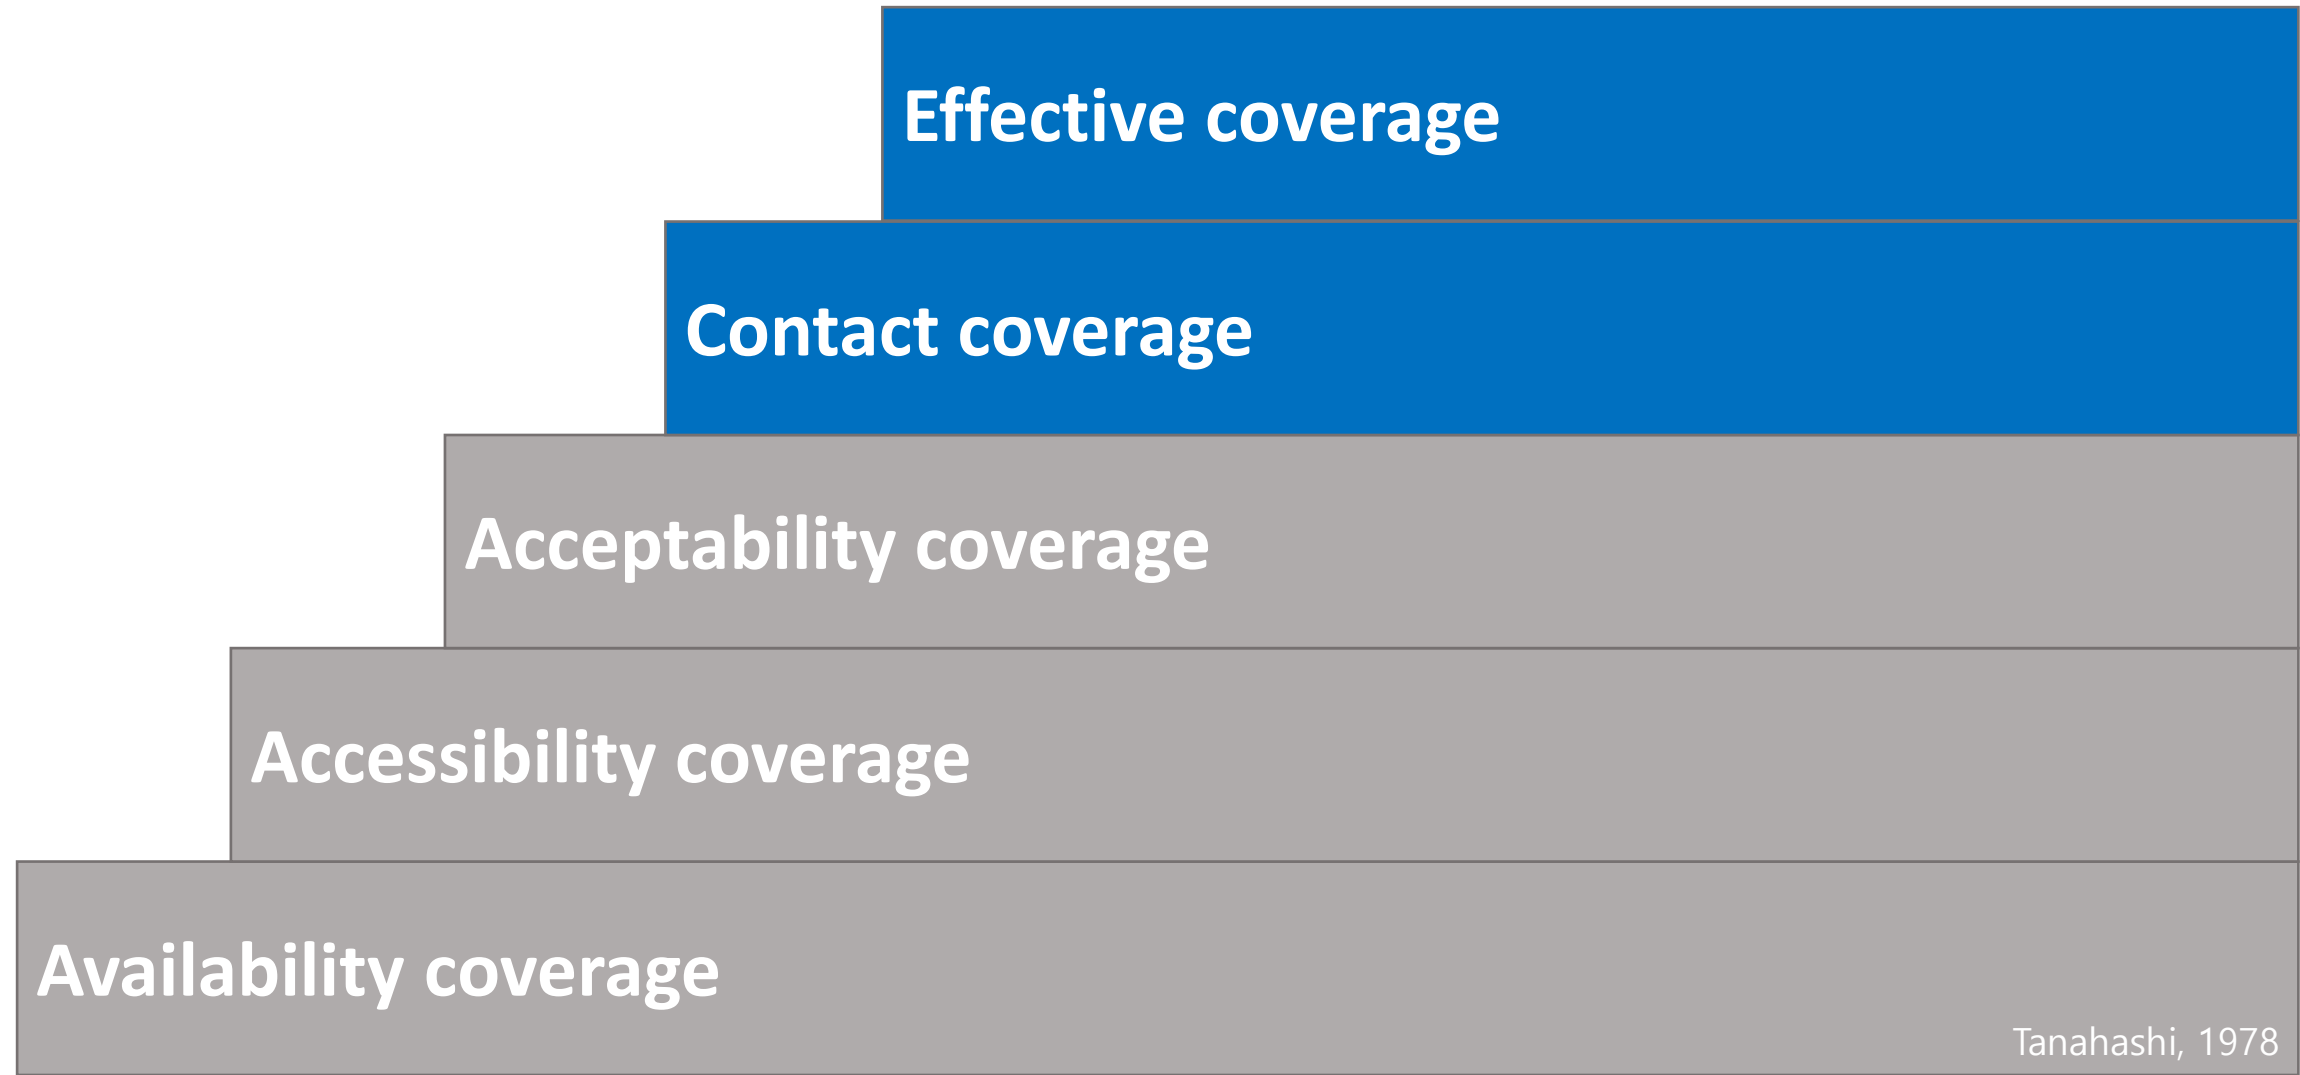 Effective coverage
Contact coverage
Acceptability coverage
Accessibility coverage
Availability coverage
Tanahashi, 1978